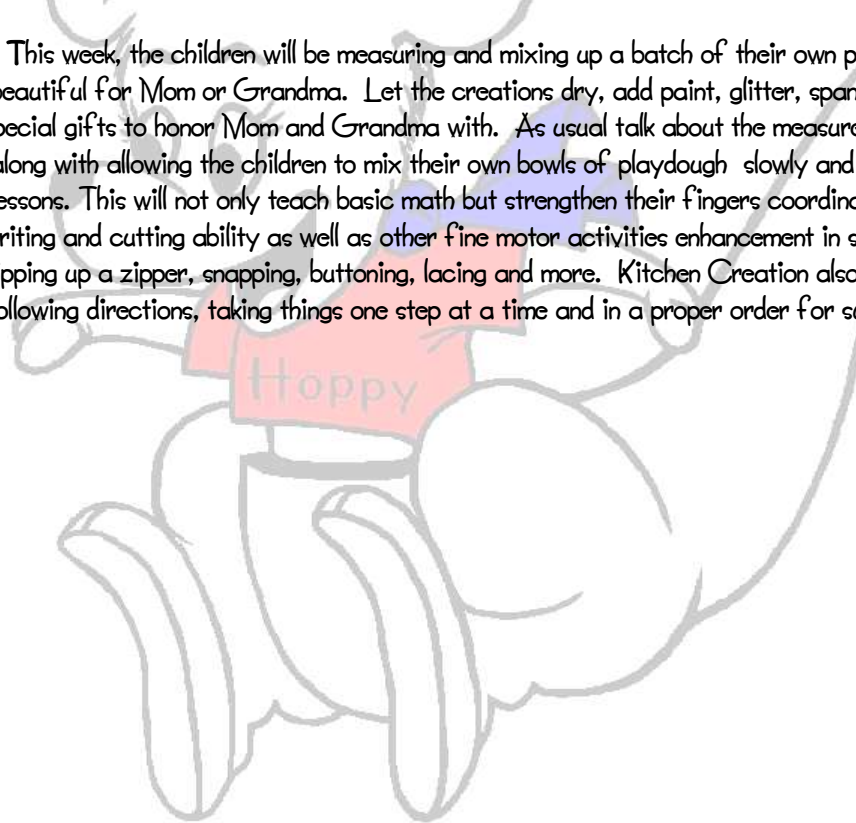 This week, the children will be measuring and mixing up a batch of their own p
beautiful for Mom or Grandma. Let the creations dry, add paint, glitter, span
pecial gifts to honor Mom and Grandma with. As usual talk about the measure
along with allowing the children to mix their own bowls of playdough slowly and
essons. This will not only teach basic math but strengthen their fingers coordina
riting and cutting ability as well as other fine motor activities enhancement in s
ipping up a zipper, snapping, buttoning, lacing and more. Kitchen Creation also
ollowing directions, taking things one step at a time and in a proper order for s
Hoppy